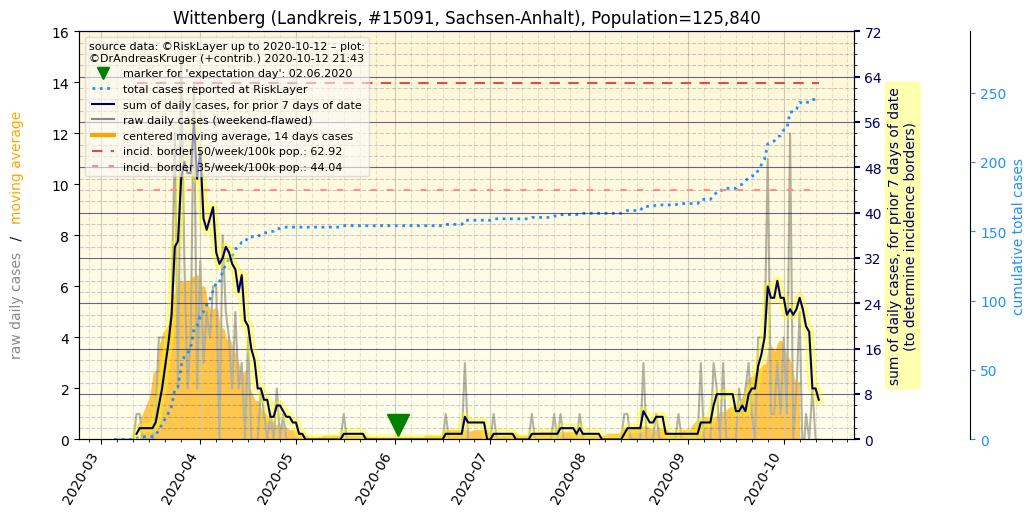 Wittenberg (Landkreis, #15091, Sachsen-Anhalt), Population=125,840
source data: ©RiskLayer up to 2020-10-12 – plot:
©DrAndreasKruger (+contrib.) 2020-10-12 21:43
marker for 'expectation day': 02.06.2020
total cases reported at RiskLayer
sum of daily cases, for prior 7 days of date
raw daily cases (weekend-flawed)
centered moving average, 14 days cases
incid. border 50/week/100k pop.: 62.92
incid. border 35/week/100k pop.: 44.04
raw daily cases / moving average
16
14
12
10
8
6
4
2
0
2020-03
2020-04
2020-05
2020-06
2020-07
2020-08
2020-09
2020-10
72
64
56
48
40
32
24
16
8
0
sum of daily cases, for prior 7 days of date
(to determine incidence borders)
250
200
150
100
50
0
cumulative total cases